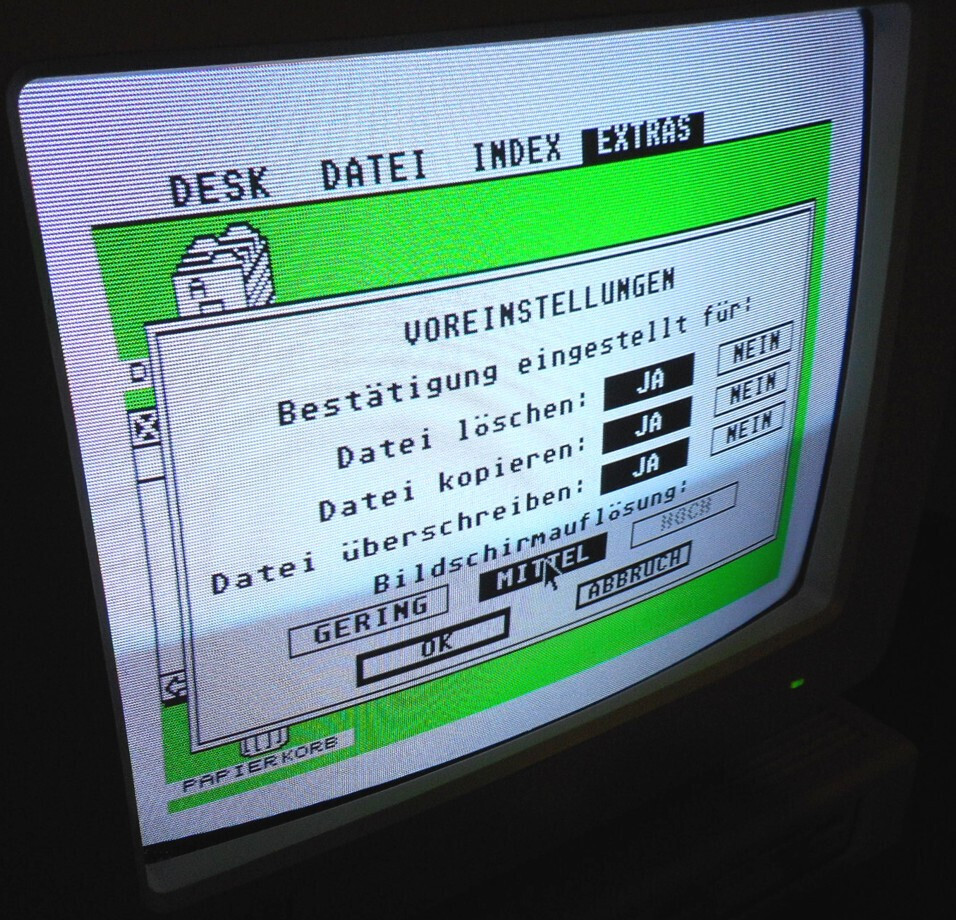 DESK DATEI INDEX EXTRAS
A
D
VOREINSTELLUNGEN
Bestätigung eingestellt für:
Datei löschen: JA NEIN
Datei kopieren: JA NEIN
Datei überschreiben: JA NEIN
Bildschirmauflösung:
GERING MITTEL HOCH
OK ABBRUCH
PAPIERKORB